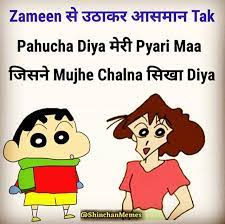 Zameen से उठाकर आसमान Tak
Pahucha Diya मेरी Pyari Maa
जिसने Mujhe Chalna सिखा Diya
@ShinchanMemes